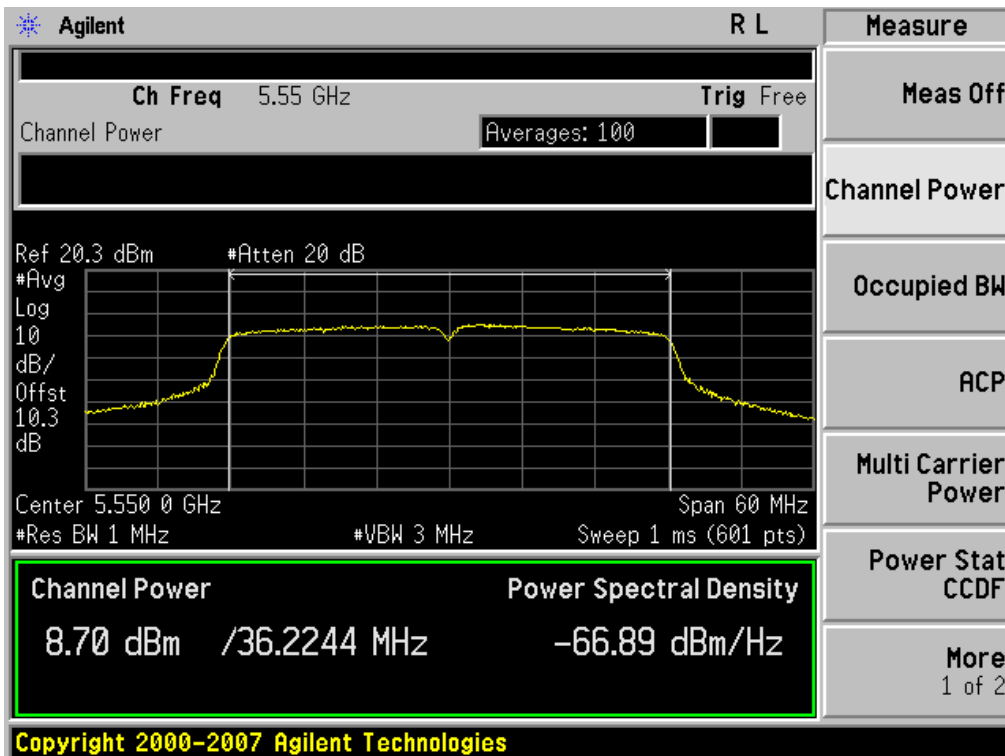 Agilent
R L
Ch Freq 5.55 GHz
Trig Free
Channel Power
Averages: 100
Ref 20.3 dBm
#Atten 20 dB
#Avg
Log
10
dB/
Offst
10.3
dB
Center 5.550 0 GHz
Span 60 MHz
#Res BW 1 MHz
#VBW 3 MHz
Sweep 1 ms (601 pts)
Channel Power
Power Spectral Density
8.70 dBm /36.2244 MHz
-66.89 dBm/Hz
Copyright 2000-2007 Agilent Technologies
Measure
Meas Off
Channel Power
Occupied BW
ACP
Multi Carrier
Power
Power Stat
CCDF
More
1 of 2